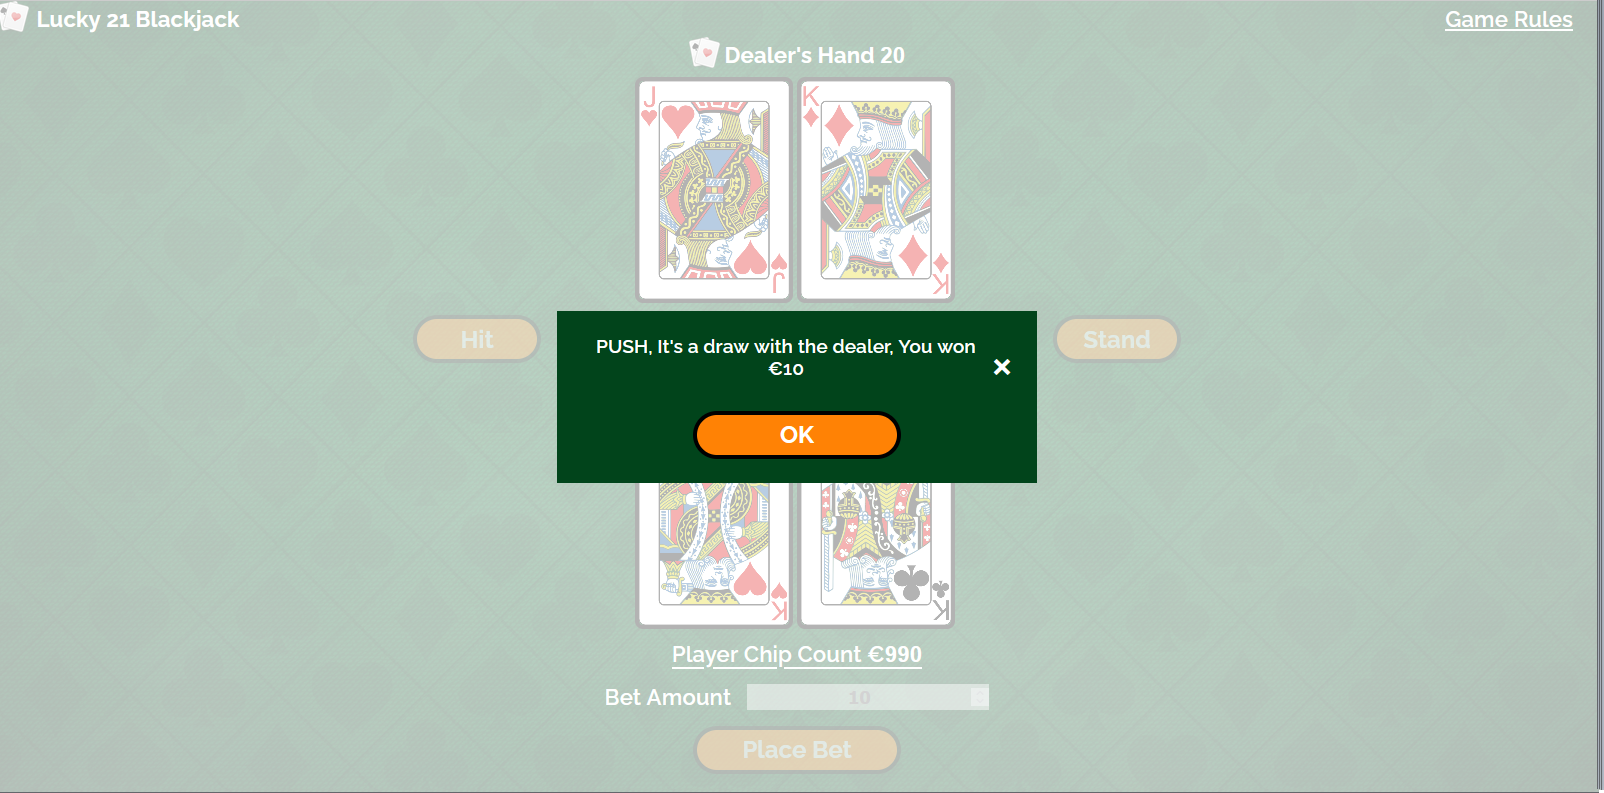 Lucky 21 Blackjack
Game Rules
Dealer's Hand 20
J
K
J
K
Hit
Stand
PUSH, It's a draw with the dealer, You won
€10
×
OK
K
K
Player Chip Count €990
Bet Amount 10
Place Bet